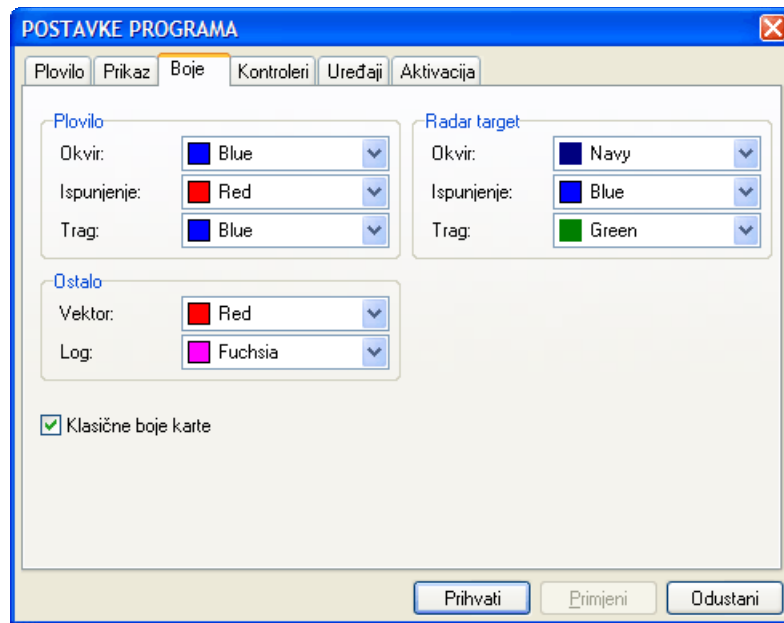 POSTAVKE PROGRAMA
Plovilo Prikaz Boje Kontroleri Uređaji Aktivacija
Plovilo
Okvir: Blue
Ispunjenje: Red
Trag: Blue
Radar target
Okvir: Navy
Ispunjenje: Blue
Trag: Green
Ostalo
Vektor: Red
Log: Fuchsia
Klasične boje karte
Prihvati Primjeni Odustani